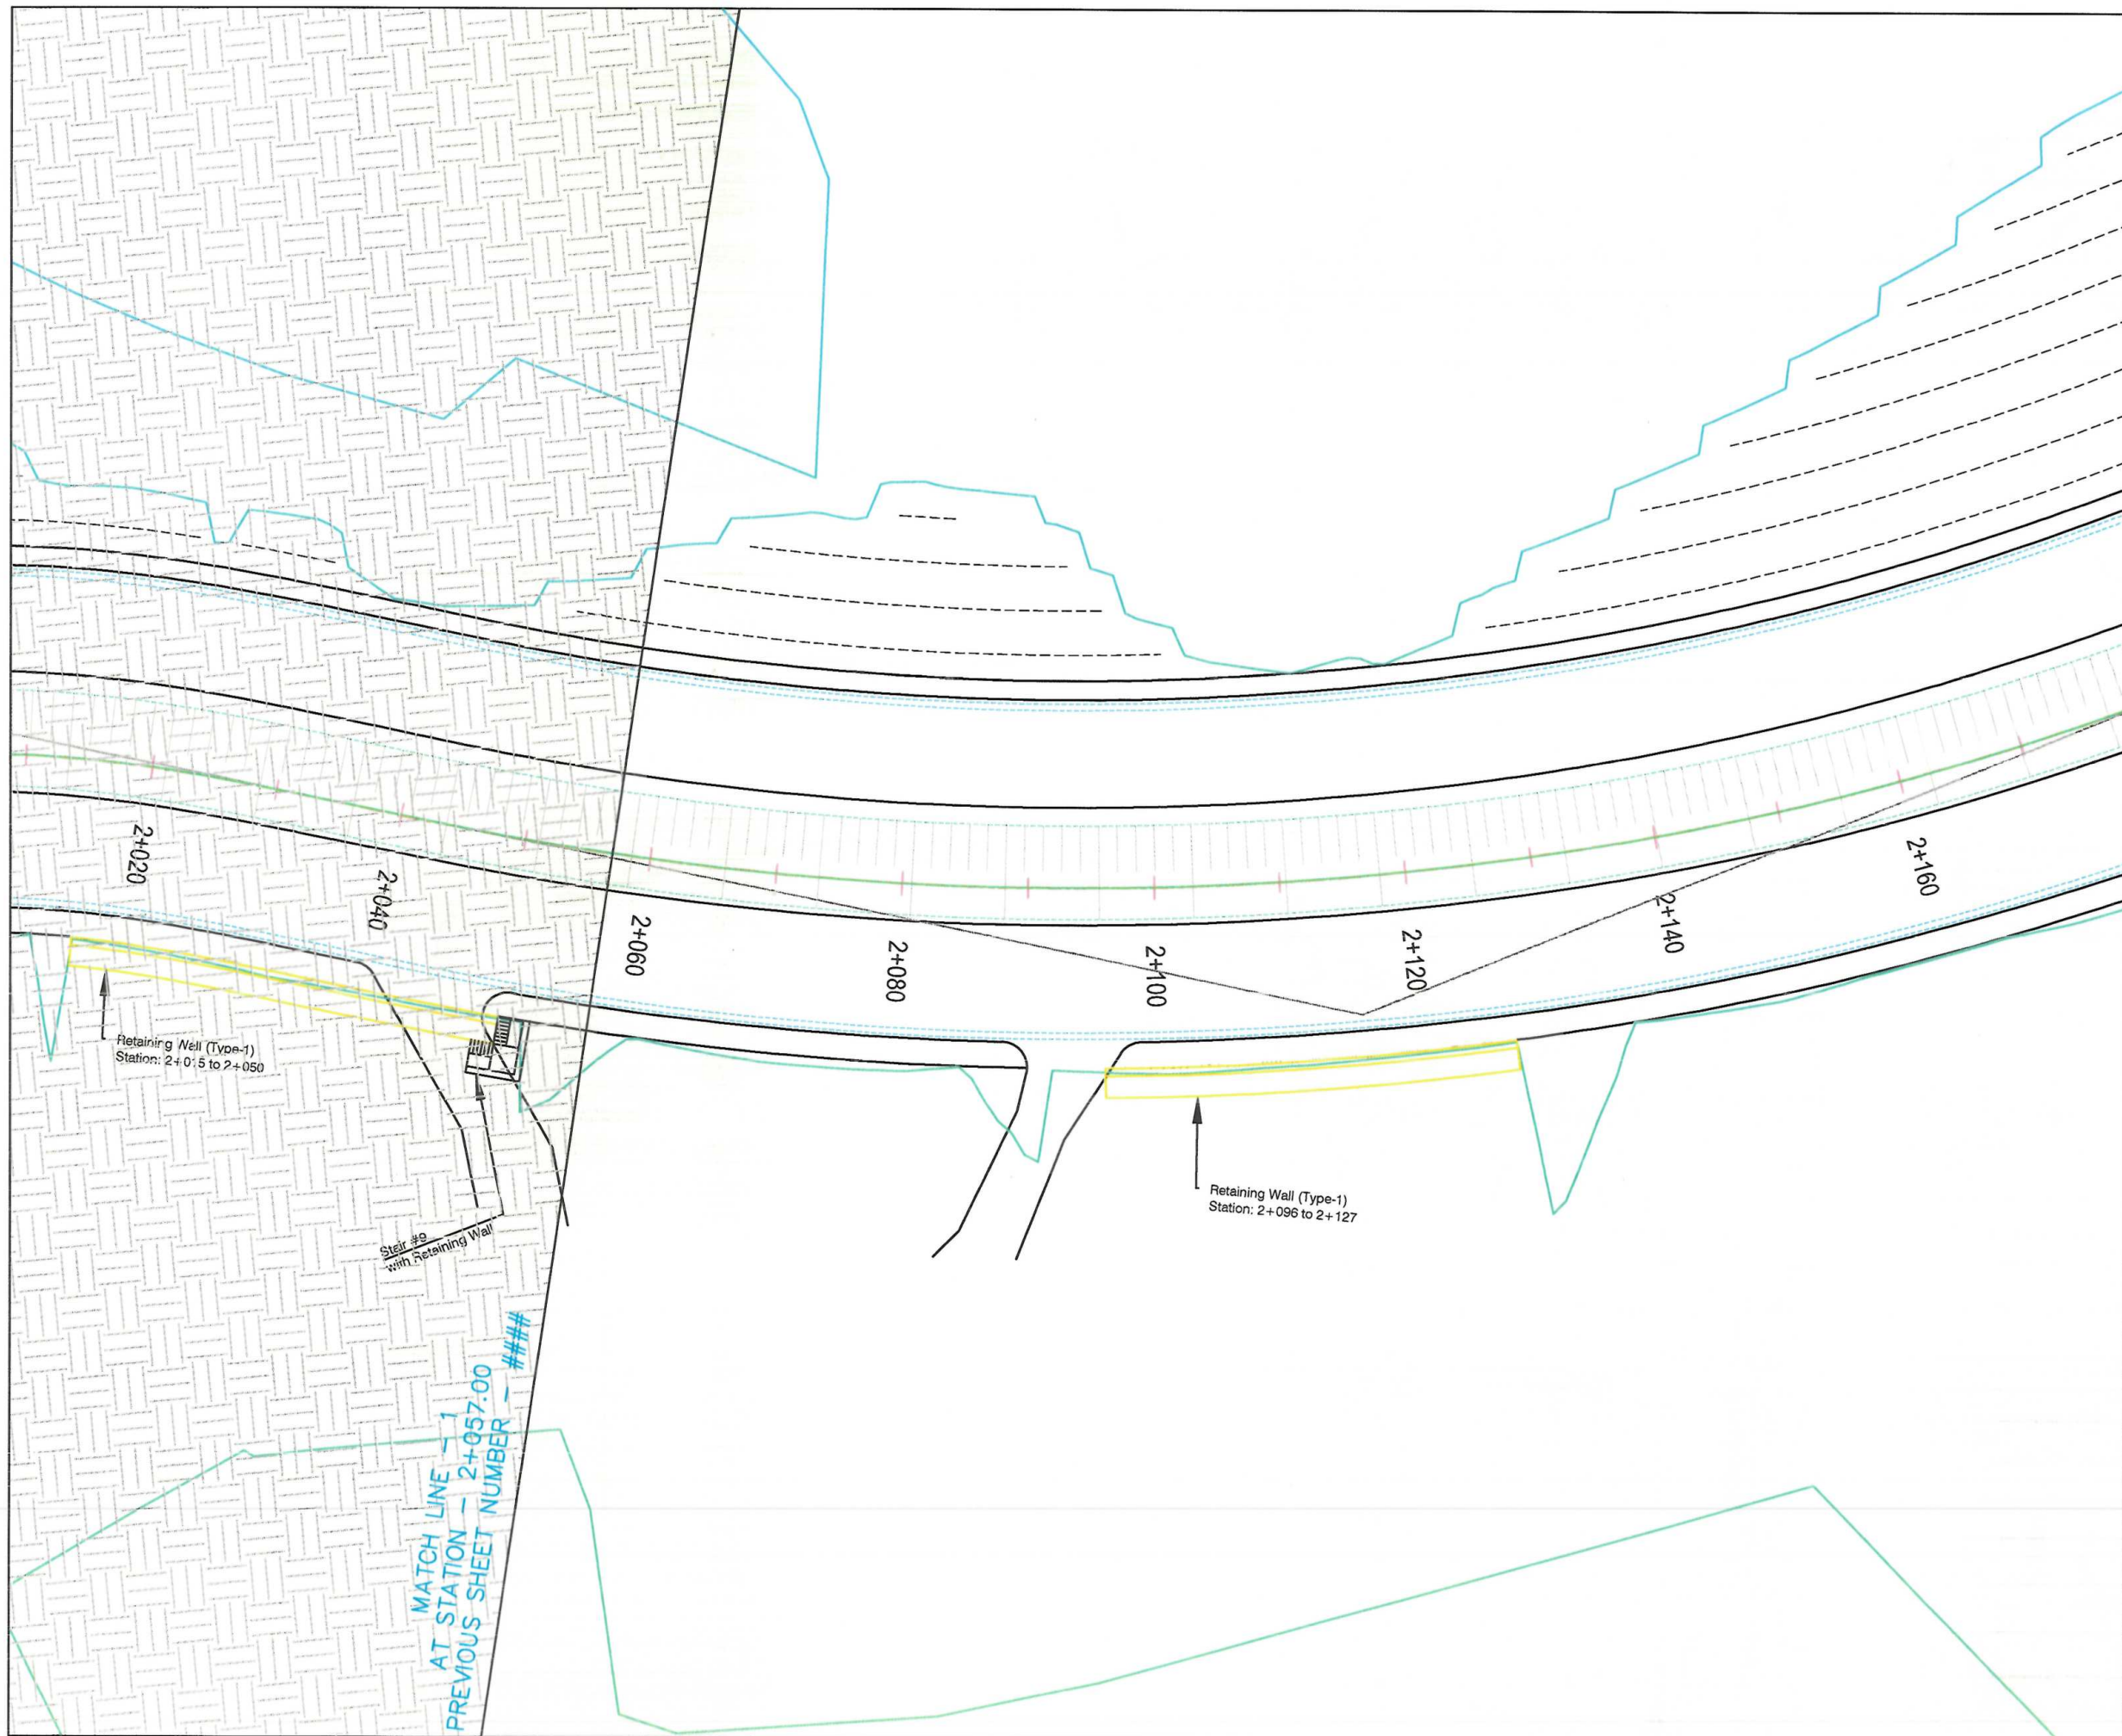 2+020
2+040
2+060
2+080
2+100
2+120
2+140
2+160
Retaining Wall (Type-1)
Station: 2+015 to 2+050
Stair #9
with Retaining Wall
Retaining Wall (Type-1)
Station: 2+096 to 2+127
MATCH LINE - 1
AT STATION - 2+057.00
PREVIOUS SHEET NUMBER - ####